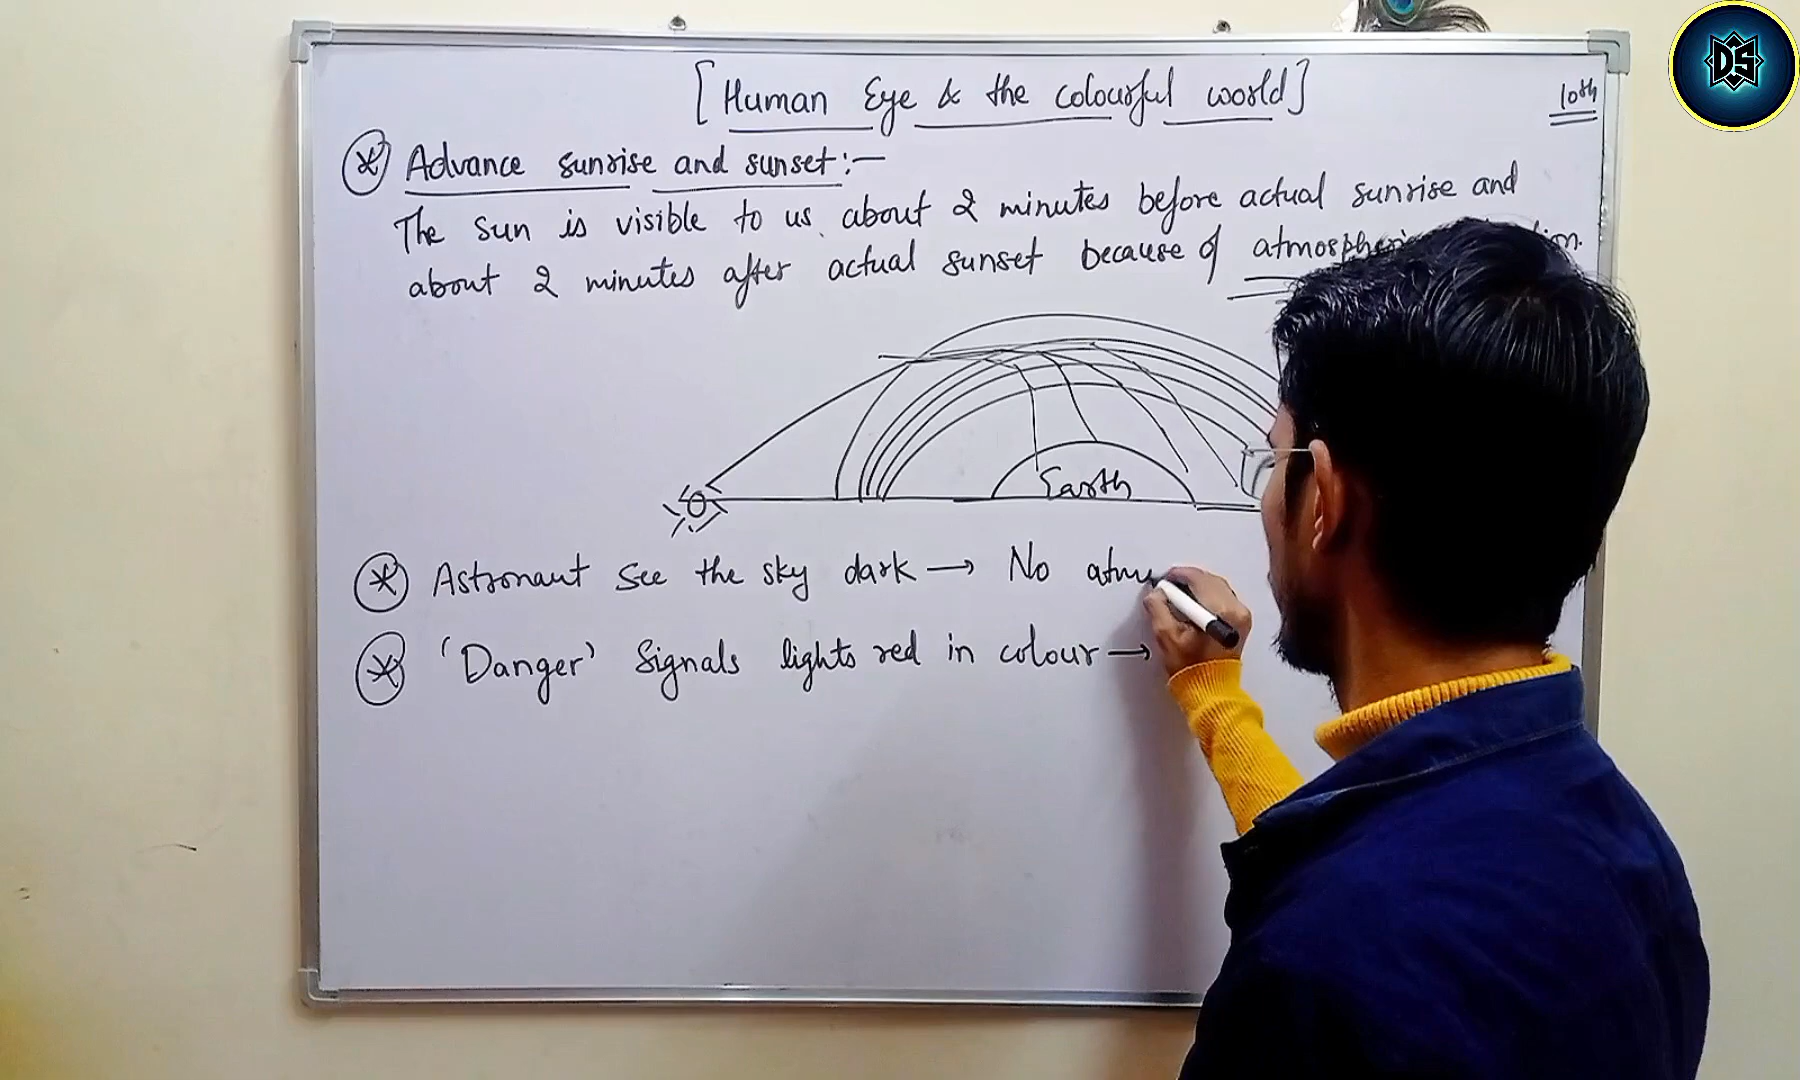 [Human Eye & the colourful world]
10th
DS
* Advance sunrise and sunset:—
The sun is visible to us about 2 minutes before actual sunrise and
about 2 minutes after actual sunset because of
Earth
* Astronaut see the sky dark → No atm
* 'Danger' signals lights red in colour →